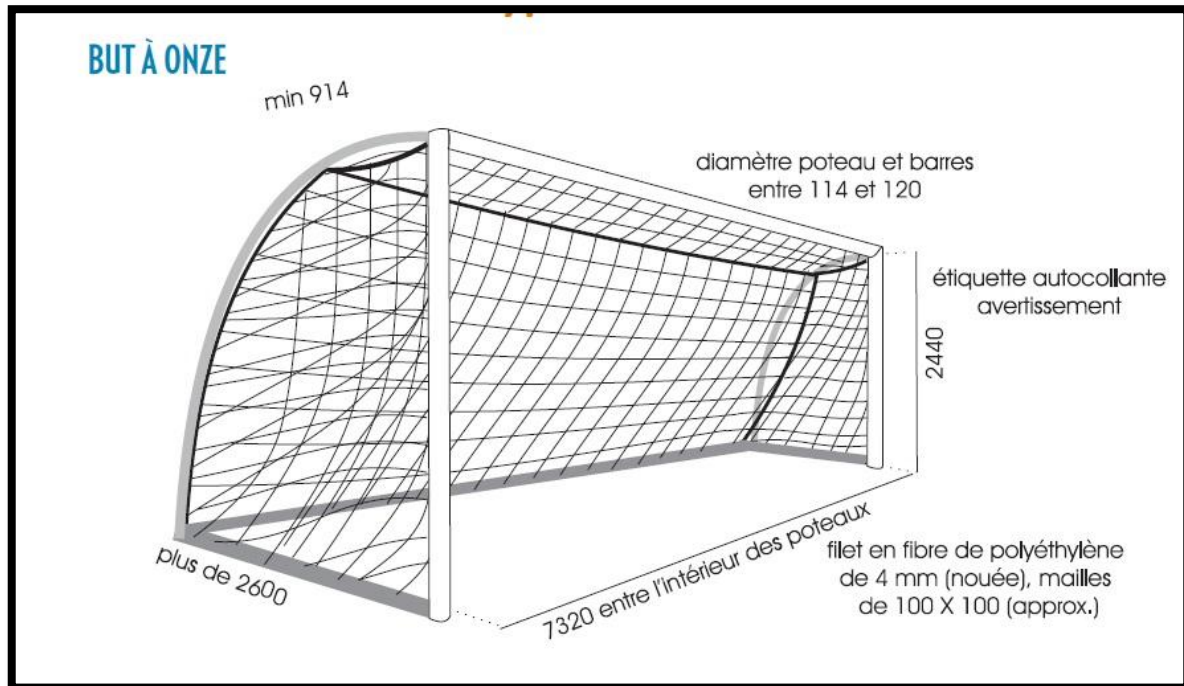 BUT À ONZE
min 914
diamètre poteau et barres
entre 114 et 120
étiquette autocollante
avertissement
2440
plus de 2600
7320 entre l'intérieur des poteaux
filet en fibre de polyéthylène
de 4 mm (nouée), mailles
de 100 X 100 (approx.)